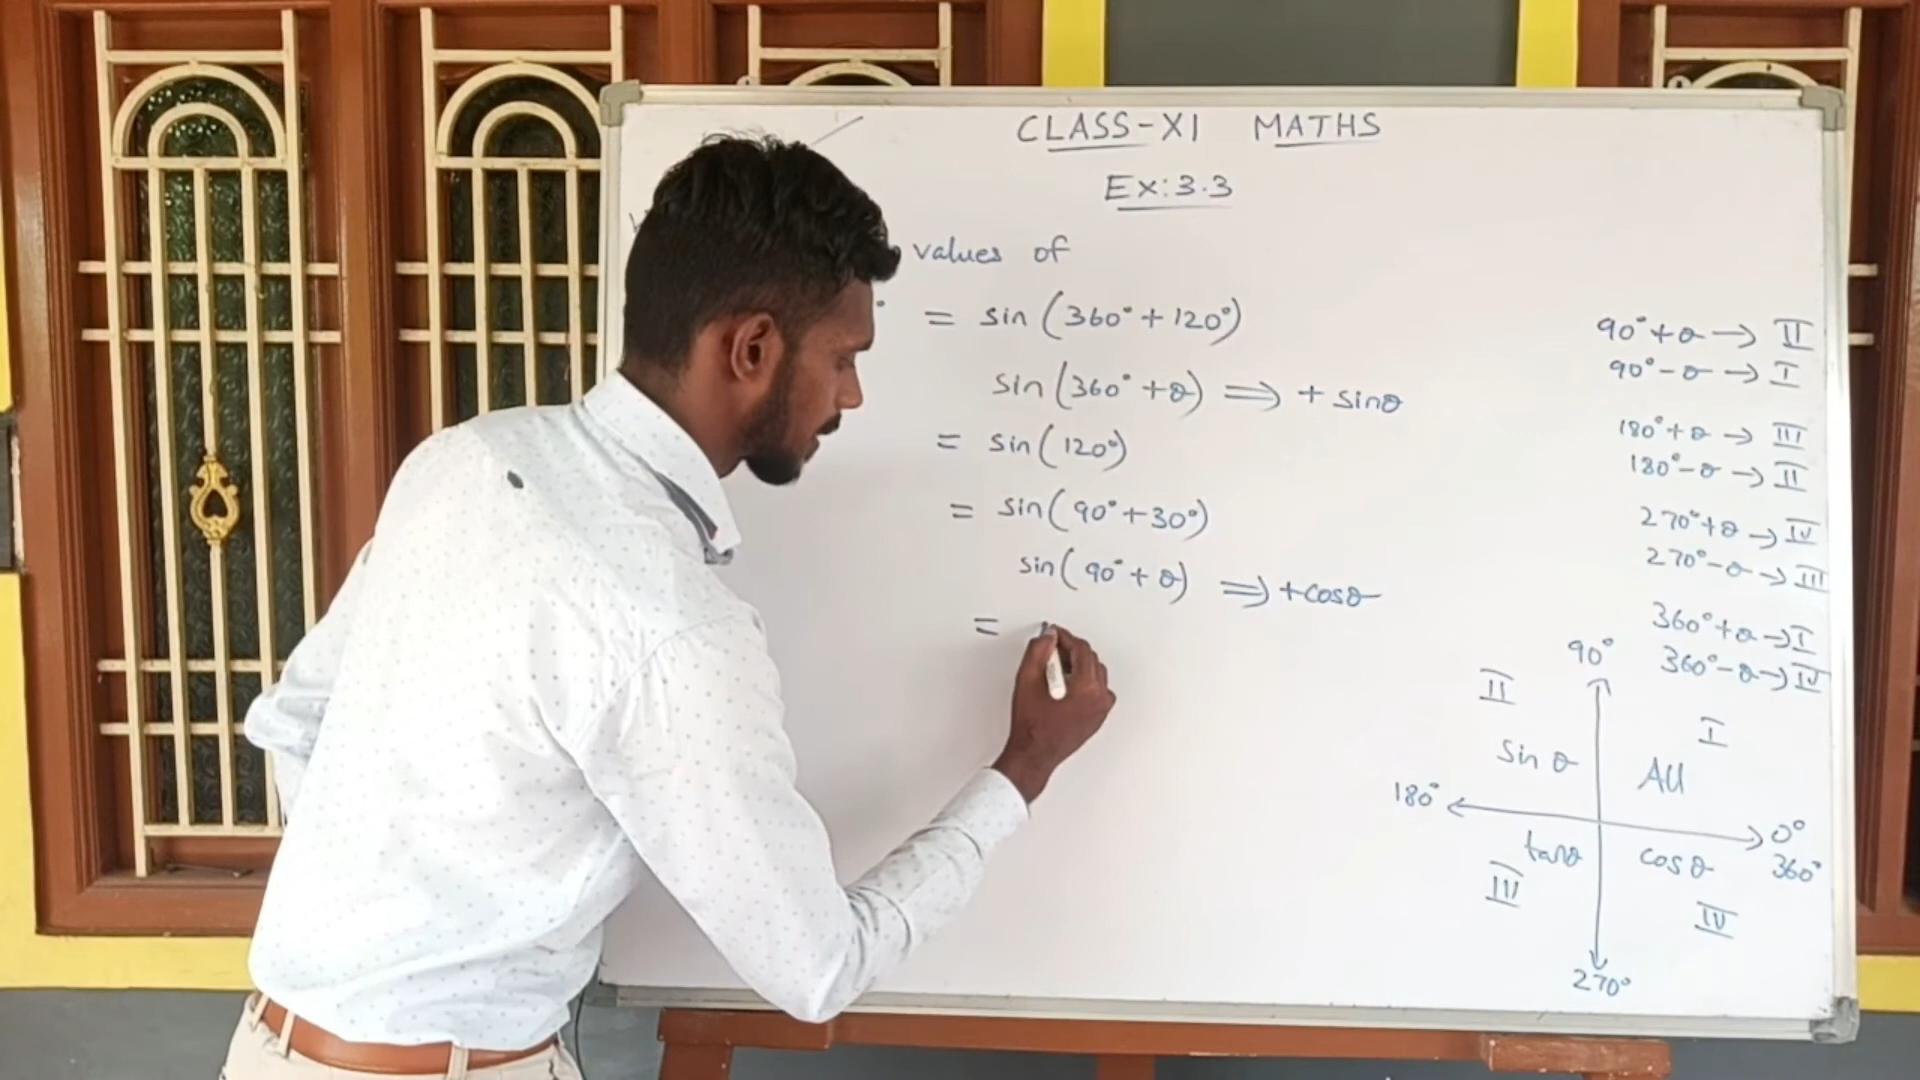 CLASS-XI MATHS
Ex:3.3
values of
° = sin (360°+120°)
sin (360° +θ) ⟹ + sinθ
= sin (120°)
= sin (90°+30°)
sin (90° + θ) ⟹ +cosθ
=
90°+θ → II
90°-θ → I
180°+θ → III
180°-θ → II
270°+θ → IV
270°-θ → III
360°+θ → I
360°-θ → IV
90°
II
I
Sin θ
All
180°
0°
360°
tanθ
cosθ
III
IV
270°